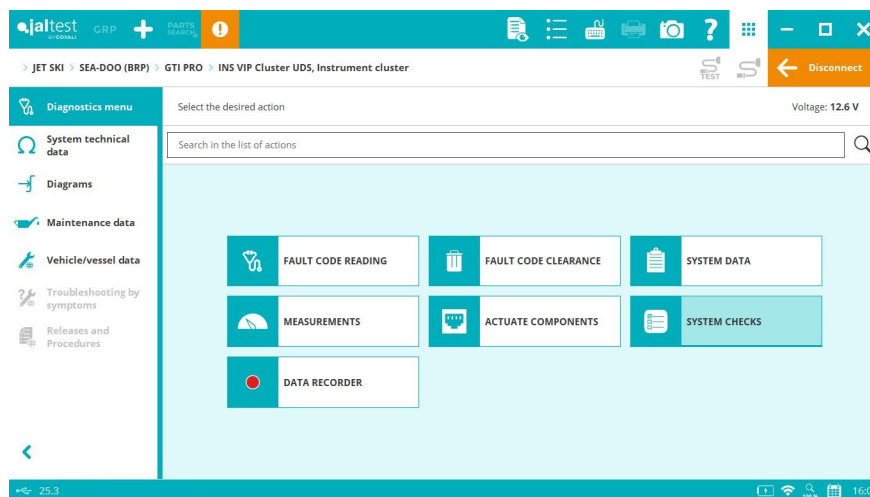 jaltest
BY COJALI
GRP
PARTS
SEARCH
> JET SKI > SEA-DOO (BRP) > GTI PRO > INS VIP Cluster UDS, Instrument cluster
TEST
Disconnect
Diagnostics menu
Select the desired action
Voltage: 12.6 V
System technical
data
Search in the list of actions
Diagrams
Maintenance data
Vehicle/vessel data
Troubleshooting by
symptoms
Releases and
Procedures
FAULT CODE READING
FAULT CODE CLEARANCE
SYSTEM DATA
MEASUREMENTS
ACTUATE COMPONENTS
SYSTEM CHECKS
DATA RECORDER
25.3
100 %
16:0